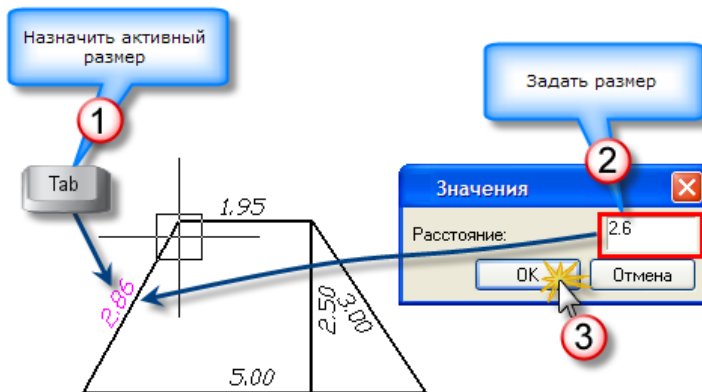 Назначить активный
размер
1
Tab
Задать размер
2
Значения
Расстояние:
2.6
OK
Отмена
3
1.95
2.86
2.50
3.00
5.00